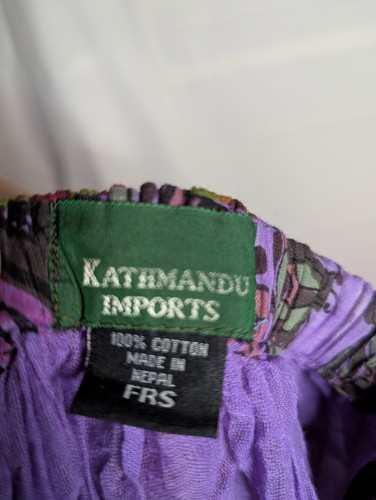 KATHMANDU
IMPORTS
100% COTTON
MADE IN
NEPAL
FRS